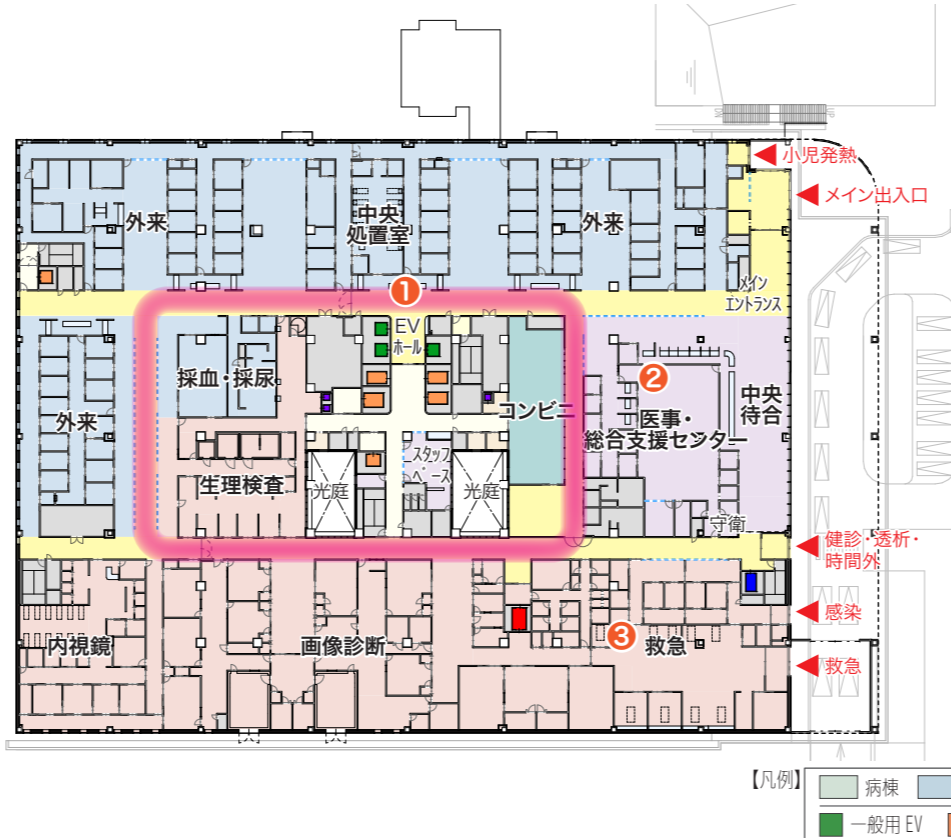 小児発熱
メイン出入口
外来
中央
処置室
外来
メイン
エントランス
1
EV
ホール
採血・採尿
外来
生理検査
光庭
スタッフ
スペース
光庭
コンビニ
2
医事・
総合支援センター
中央
待合
守衛
健診・透析・
時間外
感染
救急
内視鏡
画像診断
3
救急
【凡例】
病棟
一般用 EV